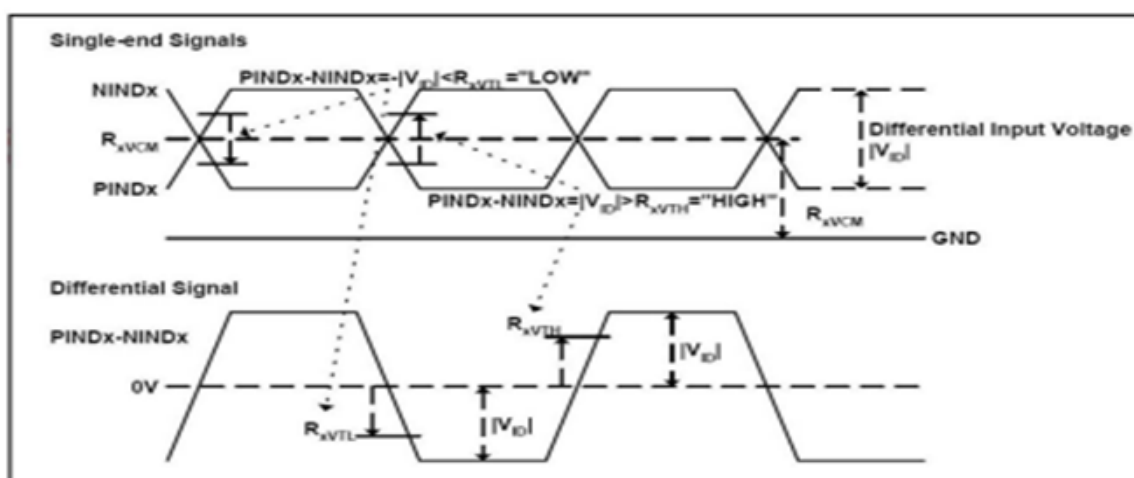 Single-end Signals
PINDx-NINDx=-|VID|<RxVTL="LOW"
NINDx
RxVCM
Differential Input Voltage
|VID|
PINDx
PINDx-NINDx=|VID|>RxVTH="HIGH"
RxVCM
GND
Differential Signal
RxVTH
PINDx-NINDx
|VID|
0V
RxVTL
|VID|